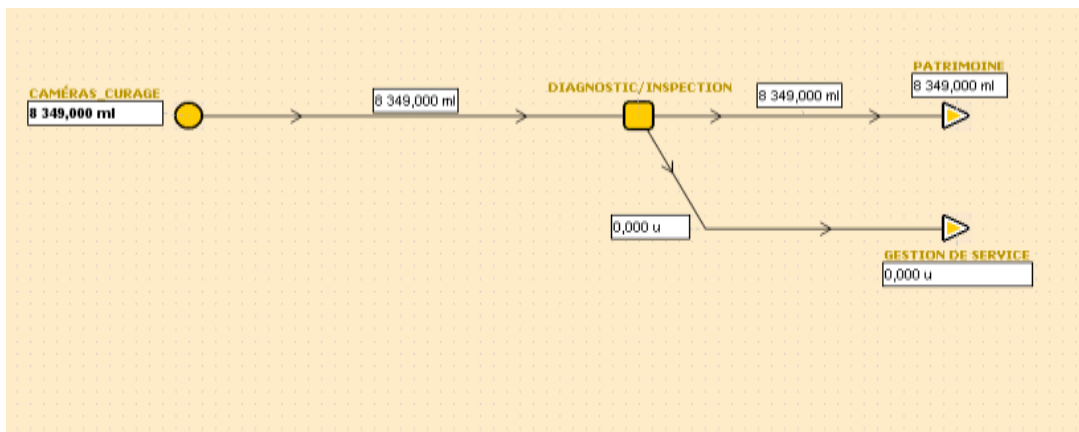 CAMÉRAS_CURAGE
8 349,000 ml
8 349,000 ml
DIAGNOSTIC/INSPECTION
8 349,000 ml
PATRIMOINE
8 349,000 ml
0,000 u
GESTION DE SERVICE
0,000 u